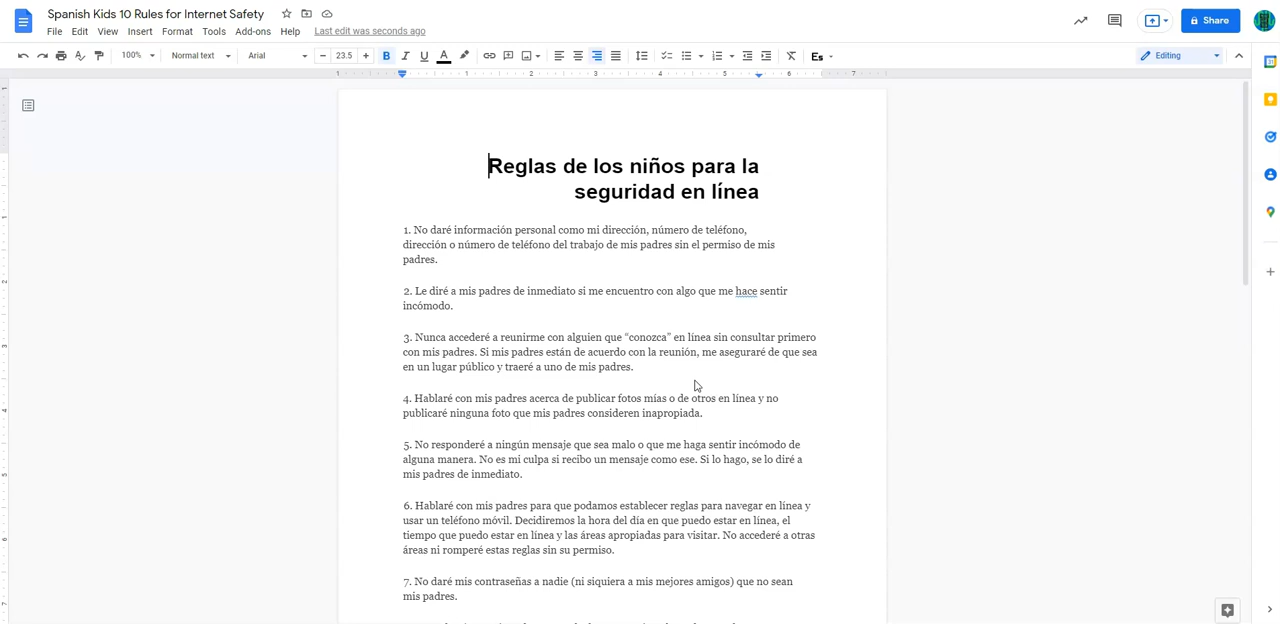 Spanish Kids 10 Rules for Internet Safety
File Edit View Insert Format Tools Add-ons Help Last edit was seconds ago
Share
100% Normal text Arial 23.5 B I U A Es Editing
1 1 2 3 4 5 6 7
Reglas de los niños para la
seguridad en línea
1. No daré información personal como mi dirección, número de teléfono,
dirección o número de teléfono del trabajo de mis padres sin el permiso de mis
padres.
2. Le diré a mis padres de inmediato si me encuentro con algo que me hace sentir
incómodo.
3. Nunca accederé a reunirme con alguien que “conozca” en línea sin consultar primero
con mis padres. Si mis padres están de acuerdo con la reunión, me aseguraré de que sea
en un lugar público y traeré a uno de mis padres.
4. Hablaré con mis padres acerca de publicar fotos mías o de otros en línea y no
publicaré ninguna foto que mis padres consideren inapropiada.
5. No responderé a ningún mensaje que sea malo o que me haga sentir incómodo de
alguna manera. No es mi culpa si recibo un mensaje como ese. Si lo hago, se lo diré a
mis padres de inmediato.
6. Hablaré con mis padres para que podamos establecer reglas para navegar en línea y
usar un teléfono móvil. Decidiremos la hora del día en que puedo estar en línea, el
tiempo que puedo estar en línea y las áreas apropiadas para visitar. No accederé a otras
áreas ni romperé estas reglas sin su permiso.
7. No daré mis contraseñas a nadie (ni siquiera a mis mejores amigos) que no sean
mis padres.